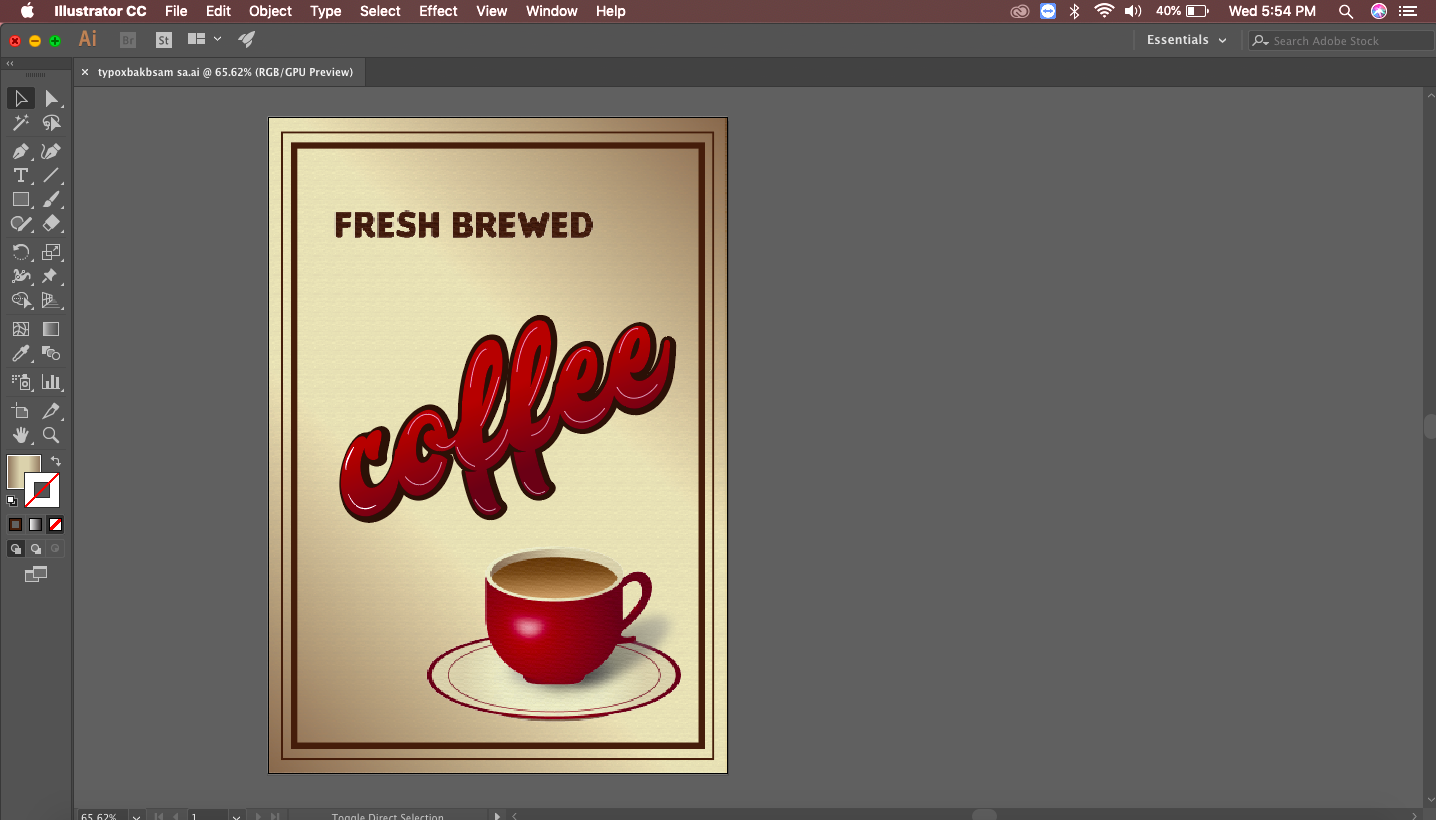 Illustrator CC File Edit Object Type Select Effect View Window Help 40% Wed 5:54 PM
Ai Br St Essentials Search Adobe Stock
typoxbakbsam sa.ai @ 65.62% (RGB/GPU Preview)
FRESH BREWED
coffee
65.62% 1 Toggle Direct Selection